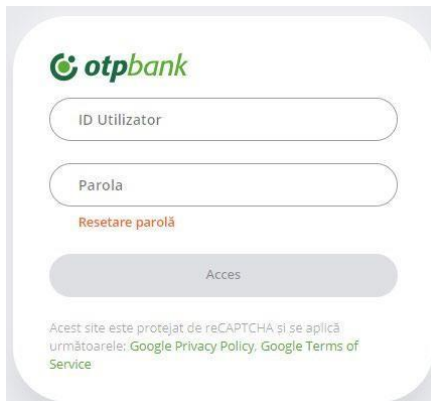 otpbank
ID Utilizator
Parola
Resetare parolă
Acces
Acest site este protejat de reCAPTCHA și se aplică
următoarele: Google Privacy Policy, Google Terms of
Service